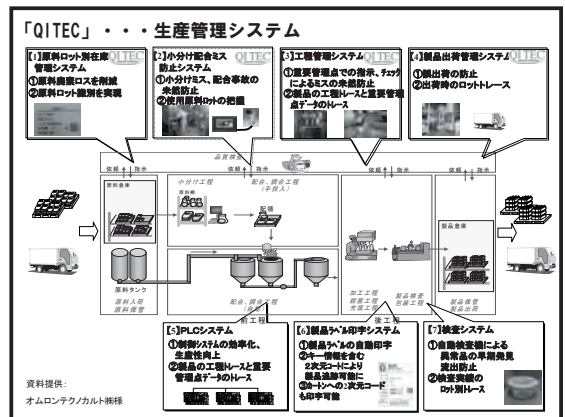 「QITEC」・・・生産管理システム
【1】原料ロット別在庫
管理システム
①原料廃棄ロスを削減
②原料ロット識別を実現
QITEC
【2】小分け配合ミス
防止システム
①小分けミス、配合事故の
未然防止
②使用原料ロットの把握
QITEC
【3】工程管理システム
①重要管理点での指示、チェック
によるミスの未然防止
②製品の工程トレースと重要管理
点データのトレース
QITEC
【4】製品出荷管理システム
①誤出荷の防止
②出荷時のロットトレース
QITEC
品質検査
依頼 指示
依頼 指示
依頼 指示
依頼 指示
原料倉庫
小分け工程
原料棚
配合、調合工程
(手投入)
配膳
製品倉庫
原料タンク
原料入荷
原料保管
配合、調合工程
加工工程
殺菌工程
充填工程
製品検査
包装工程
製品保管
製品出荷
前工程
後工程
【5】PLCシステム
①制御システムの効率化、
生産性向上
②製品の工程トレースと重要
管理点データのトレース
【6】製品ラベル印字システム
①製品ラベルの自動印字
②キー情報を含む
2次元コードにより
製品追跡可能に
③カートンへの2次元コード
も印字可能
【7】検査システム
①自動検査機による
異常品の早期発見
流出防止
②検査実績の
ロット別トレース
資料提供:
オムロンテクノカルト㈱様